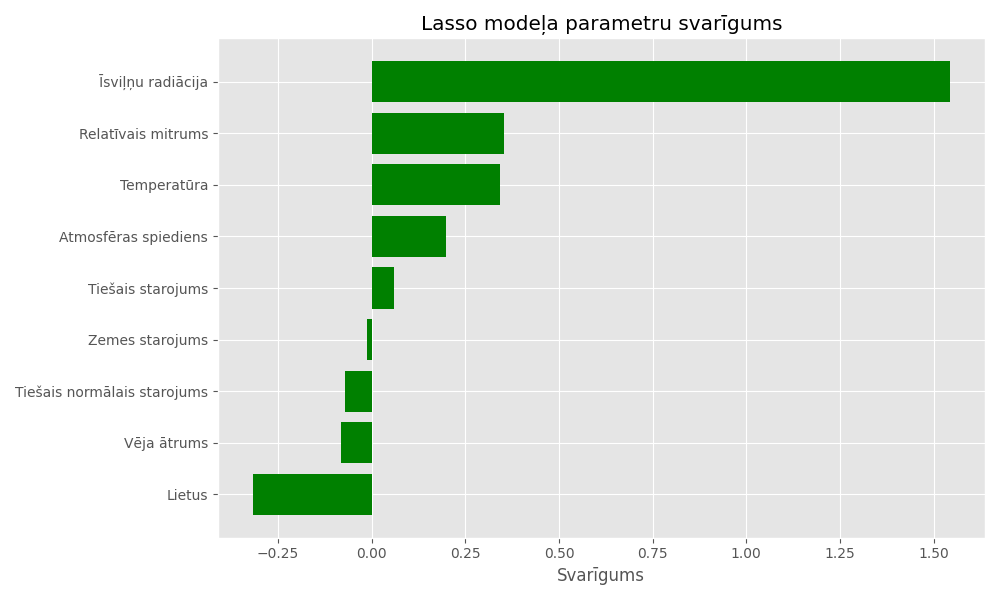 Lasso modeļa parametru svarīgums
Īsviļņu radiācija
Relatīvais mitrums
Temperatūra
Atmosfēras spiediens
Tiešais starojums
Zemes starojums
Tiešais normālais starojums
Vēja ātrums
Lietus
−0.25 0.00 0.25 0.50 0.75 1.00 1.25 1.50
Svarīgums